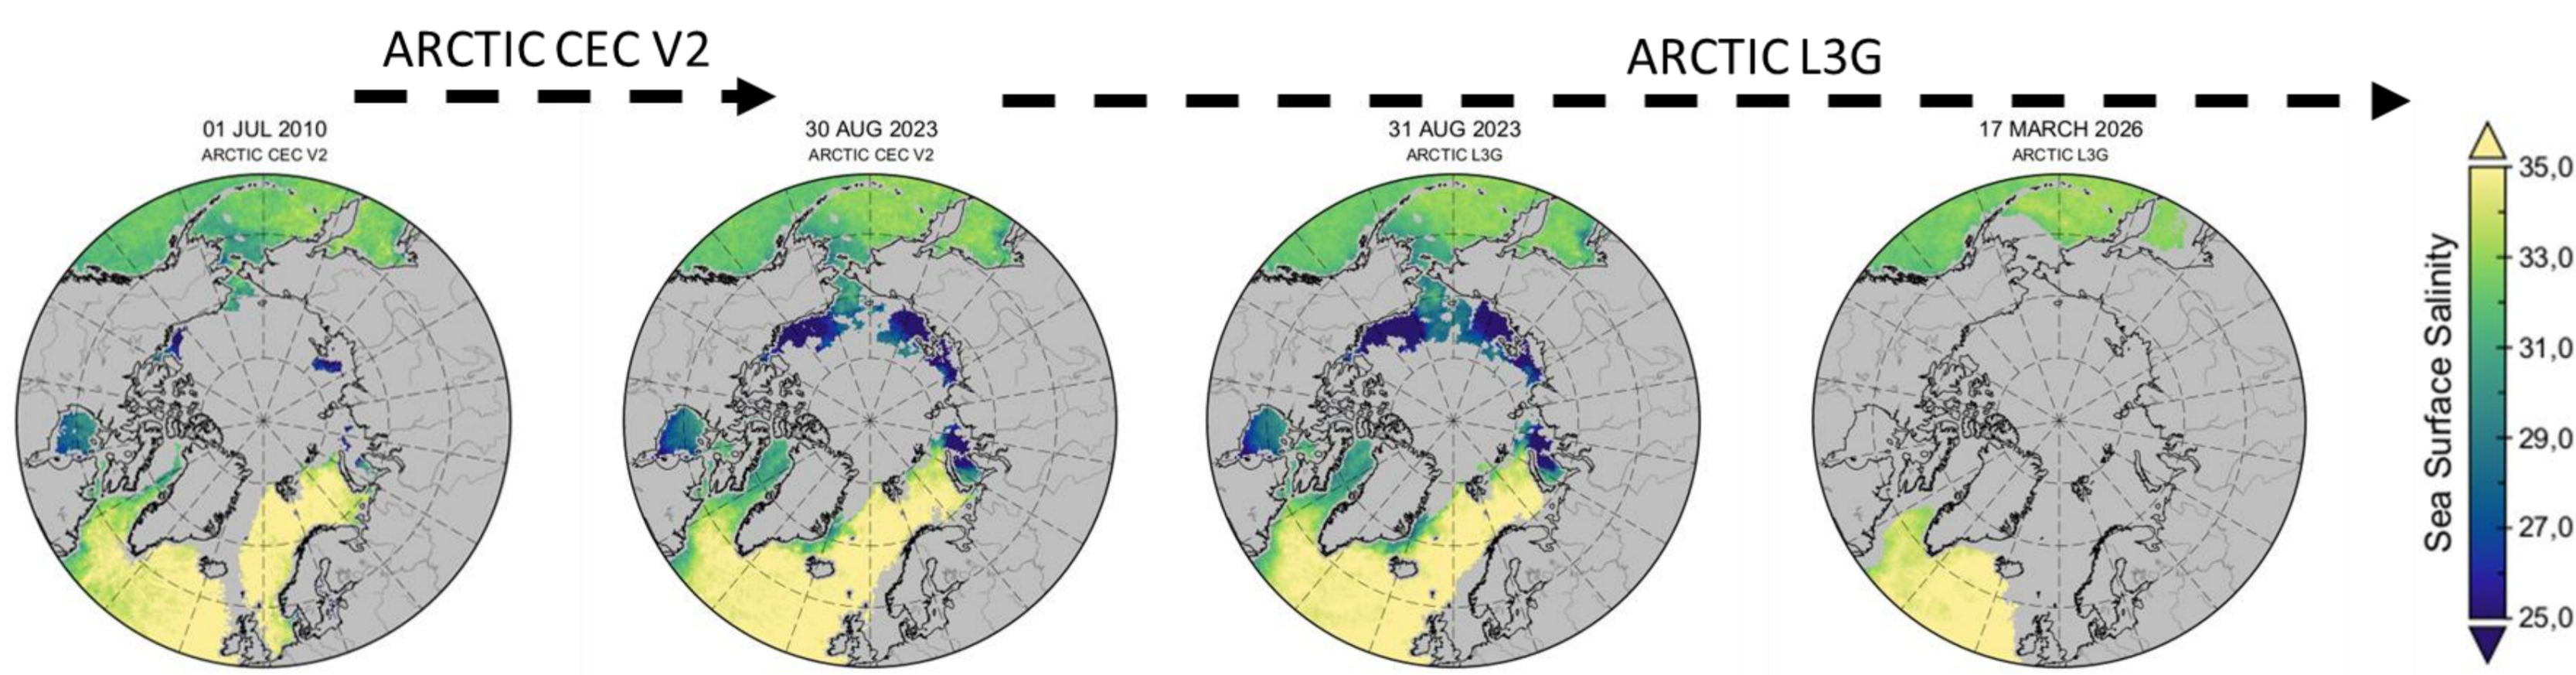 ARCTIC CEC V2
ARCTIC L3G
01 JUL 2010
ARCTIC CEC V2
30 AUG 2023
ARCTIC CEC V2
31 AUG 2023
ARCTIC L3G
17 MARCH 2026
ARCTIC L3G
Sea Surface Salinity
35,0
33,0
31,0
29,0
27,0
25,0